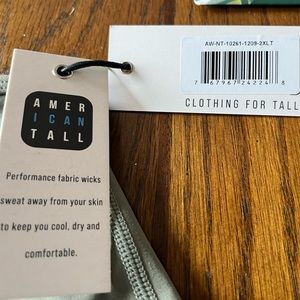 AW-NT-10261-1209-2XLT
7 67967 24224 8
CLOTHING FOR TALL
AMER
ICAN
TALL
Performance fabric wicks
sweat away from your skin
to keep you cool, dry and
comfortable.